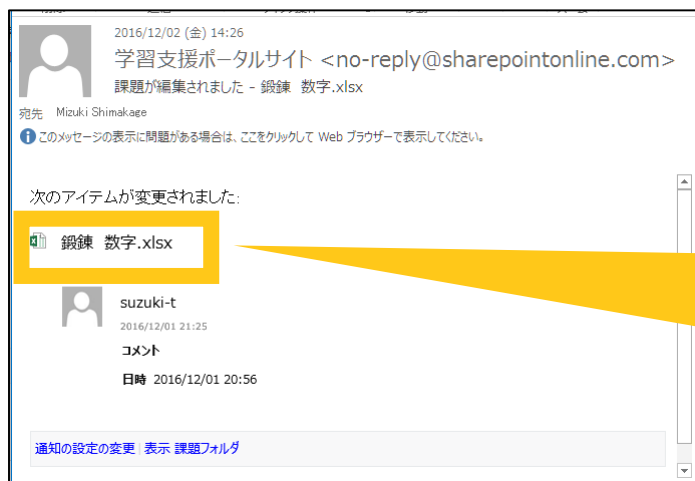 2016/12/02 (金) 14:26
学習支援ポータルサイト <no-reply@sharepointonline.com>
課題が編集されました - 鍛錬 数字.xlsx
宛先 Mizuki Shimakage
このメッセージの表示に問題がある場合は、ここをクリックして Web ブラウザーで表示してください。
次のアイテムが変更されました:
鍛錬 数字.xlsx
suzuki-t
2016/12/01 21:25
コメント
日時 2016/12/01 20:56
通知の設定の変更 | 表示 課題フォルダ